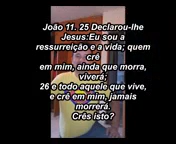 João 11. 25 Declarou-lhe
Jesus:Eu sou a
ressurreição e a vida; quem
crê
em mim, ainda que morra,
viverá;
26 e todo aquele que vive,
e crê em mim, jamais
morrerá.
Crês isto?